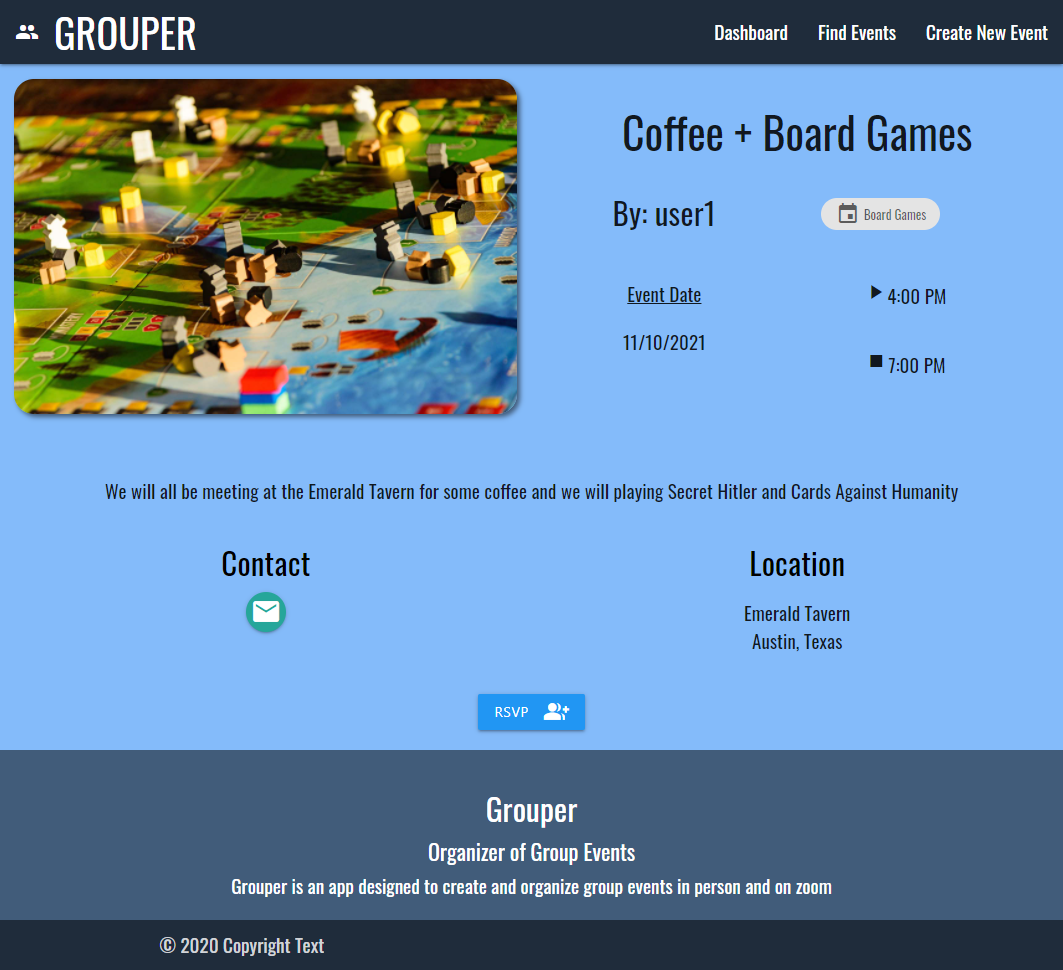 GROUPER
Dashboard
Find Events
Create New Event
Coffee + Board Games
By: user1
Board Games
Event Date
4:00 PM
11/10/2021
7:00 PM
We will all be meeting at the Emerald Tavern for some coffee and we will playing Secret Hitler and Cards Against Humanity
Contact
Location
Emerald Tavern
Austin, Texas
RSVP
Grouper
Organizer of Group Events
Grouper is an app designed to create and organize group events in person and on zoom
© 2020 Copyright Text